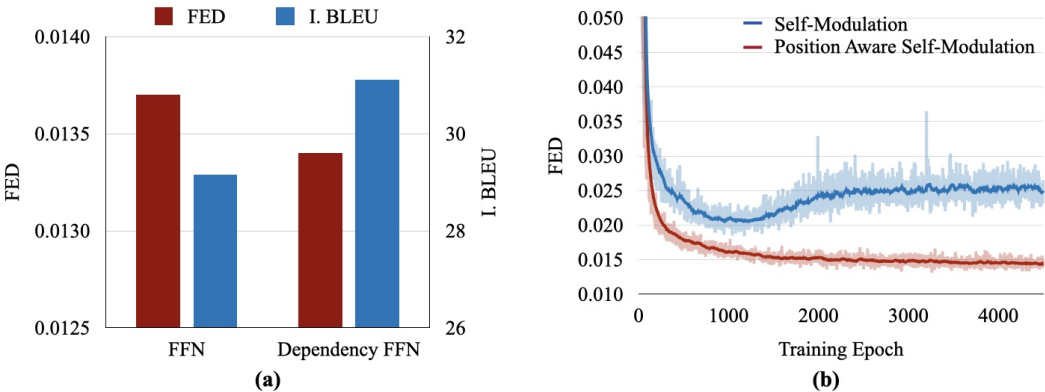 FED I. BLEU
0.0140
0.0135
0.0130
0.0125
FED
32
30
28
26
I. BLEU
FFN Dependency FFN
(a)
Self-Modulation
Position Aware Self-Modulation
0.050
0.045
0.040
0.035
0.030
0.025
0.020
0.015
0.010
FED
0 1000 2000 3000 4000
Training Epoch
(b)